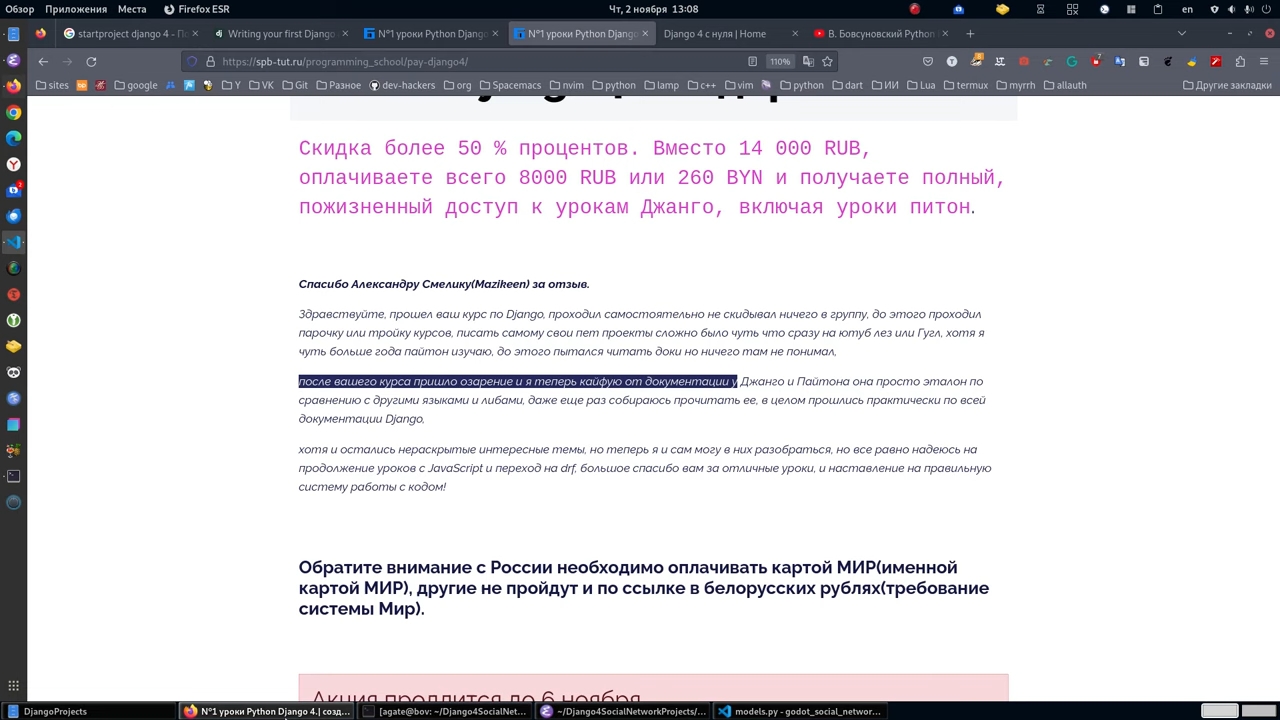 Обзор Приложения Места Firefox ESR Чт, 2 ноября 13:08 en
startproject django 4 - П Writing your first Django N°1 уроки Python Django N°1 уроки Python Django Django 4 с нуля | Home В. Бовсуновский Python
https://spb-tut.ru/programming_school/pay-django4/ 110%
sites google Y VK Git Разное dev-hackers org Spacemacs nvim python lamp c++ vim python dart ИИ Lua termux myrrh allauth Другие закладки
Скидка более 50 % процентов. Вместо 14 000 RUB,
оплачиваете всего 8000 RUB или 260 BYN и получаете полный,
пожизненный доступ к урокам Джанго, включая уроки питон.
Спасибо Александру Смелику(Mazikeen) за отзыв.
Здравствуйте, прошел ваш курс по Django, проходил самостоятельно не скидывал ничего в группу, до этого проходил
парочку или тройку курсов, писать самому свои пет проекты сложно было чуть что сразу на ютуб лез или Гугл, хотя я
чуть больше года пайтон изучаю, до этого пытался читать доки но ничего там не понимал,
после вашего курса пришло озарение и я теперь кайфую от документации у Джанго и Пайтона она просто эталон по
сравнению с другими языками и либами, даже еще раз собираюсь прочитать ее, в целом прошлись практически по всей
документации Django,
хотя и остались нераскрытые интересные темы, но теперь я и сам могу в них разобраться, но все равно надеюсь на
продолжение уроков с JavaScript и переход на drf, большое спасибо вам за отличные уроки, и наставление на правильную
систему работы с кодом!
Обратите внимание с России необходимо оплачивать картой МИР(именной
картой МИР), другие не пройдут и по ссылке в белорусских рублях(требование
системы Мир).
Акция продлится до 6 ноября
DjangoProjects N°1 уроки Python Django 4.| созд... [agate@bov: ~/Django4SocialNet... ~/Django4SocialNetworkProjects/... models.py - godot_social_networ...